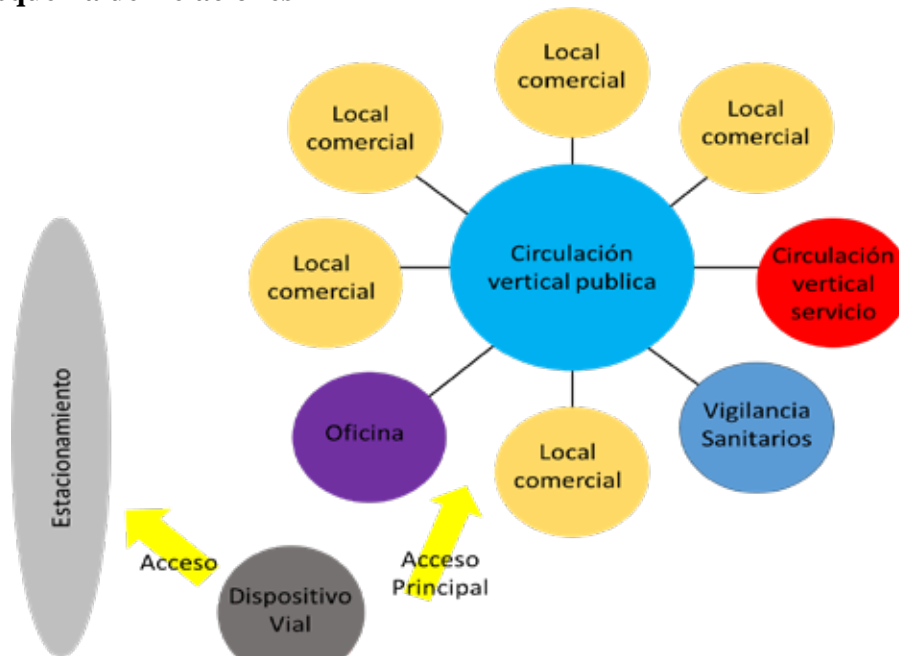 Local
comercial
Local
comercial
Local
comercial
Local
comercial
Circulación
vertical publica
Circulación
vertical
servicio
Estacionamiento
Oficina
Local
comercial
Vigilancia
Sanitarios
Acceso
Acceso
Principal
Dispositivo
Vial